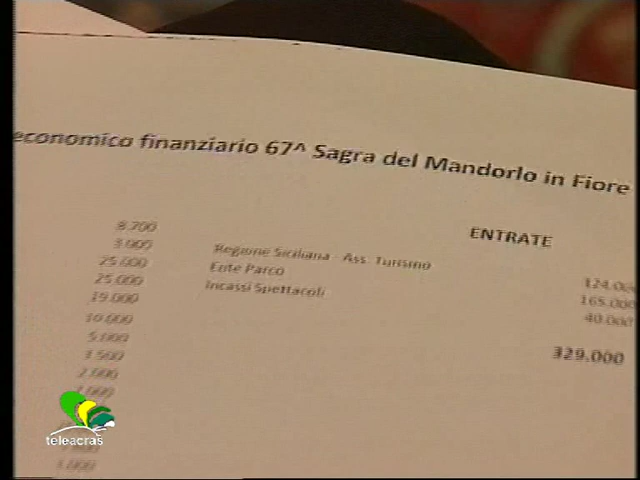 economico finanziario 67^ Sagra del Mandorlo in Fiore
ENTRATE
8.700
3.000
25.000
25.000
19.000
10.000
5.000
3.500
2.000
Regione Siciliana - Ass. Turismo
Ente Parco
Incassi Spettacoli
124.00
165.000
40.000
329.000
teleacras